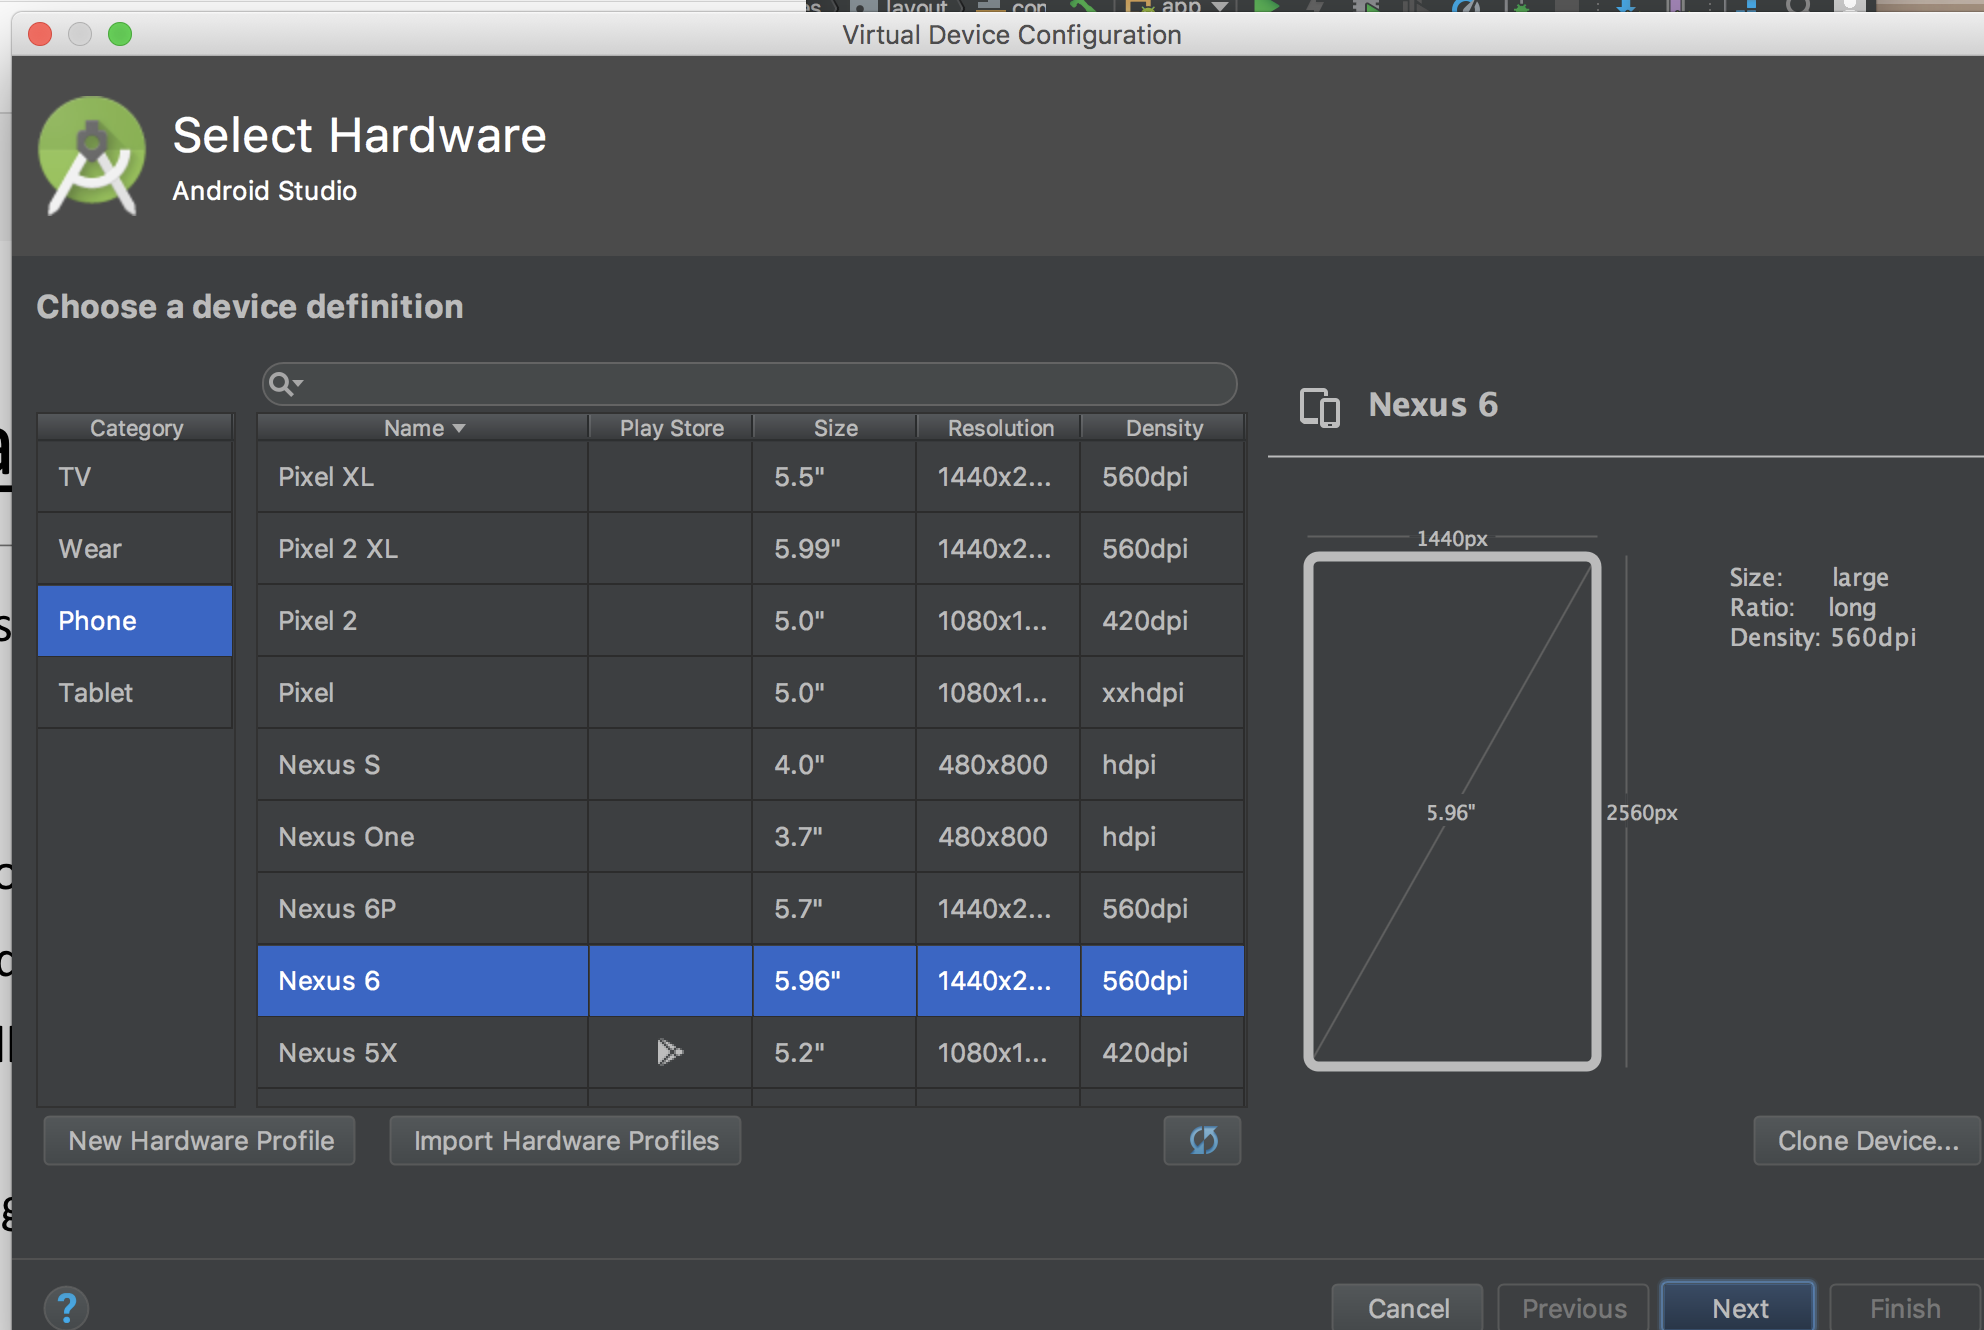 layout
app
Virtual Device Configuration
Select Hardware
Android Studio
Choose a device definition
Category
TV
Wear
Phone
Tablet
Name Play Store Size Resolution Density
Pixel XL 5.5" 1440x2... 560dpi
Pixel 2 XL 5.99" 1440x2... 560dpi
Pixel 2 5.0" 1080x1... 420dpi
Pixel 5.0" 1080x1... xxhdpi
Nexus S 4.0" 480x800 hdpi
Nexus One 3.7" 480x800 hdpi
Nexus 6P 5.7" 1440x2... 560dpi
Nexus 6 5.96" 1440x2... 560dpi
Nexus 5X 5.2" 1080x1... 420dpi
Nexus 6
1440px
5.96"
2560px
Size: large
Ratio: long
Density: 560dpi
New Hardware Profile
Import Hardware Profiles
Clone Device...
?
Cancel
Previous
Next
Finish